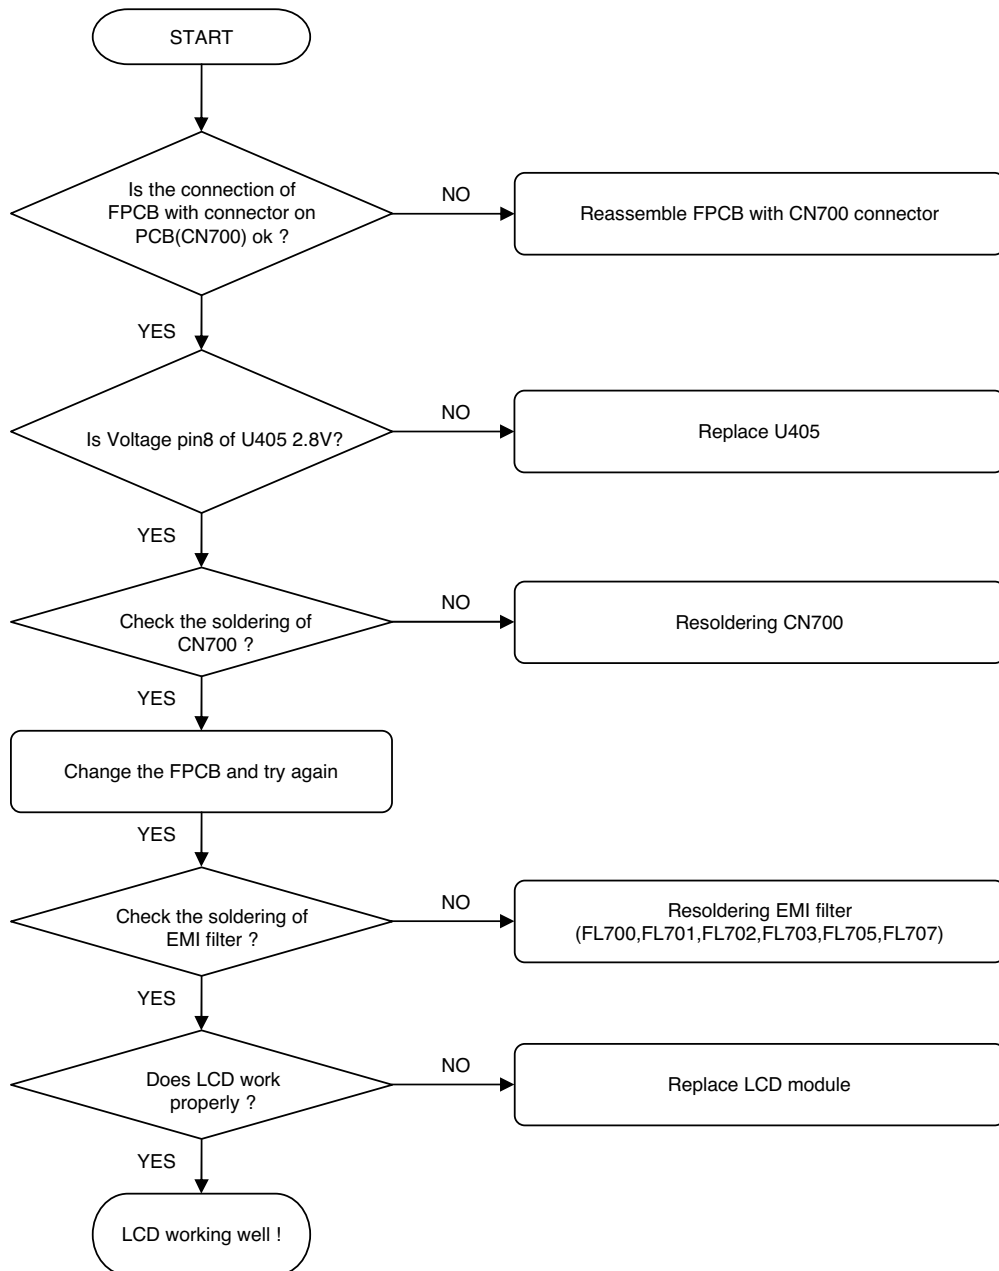 START
Is the connection of
FPCB with connector on
PCB(CN700) ok ?
NO
Reassemble FPCB with CN700 connector
YES
Is Voltage pin8 of U405 2.8V?
NO
Replace U405
YES
Check the soldering of
CN700 ?
NO
Resoldering CN700
YES
Change the FPCB and try again
YES
Check the soldering of
EMI filter ?
NO
Resoldering EMI filter
(FL700,FL701,FL702,FL703,FL705,FL707)
YES
Does LCD work
properly ?
NO
Replace LCD module
YES
LCD working well !